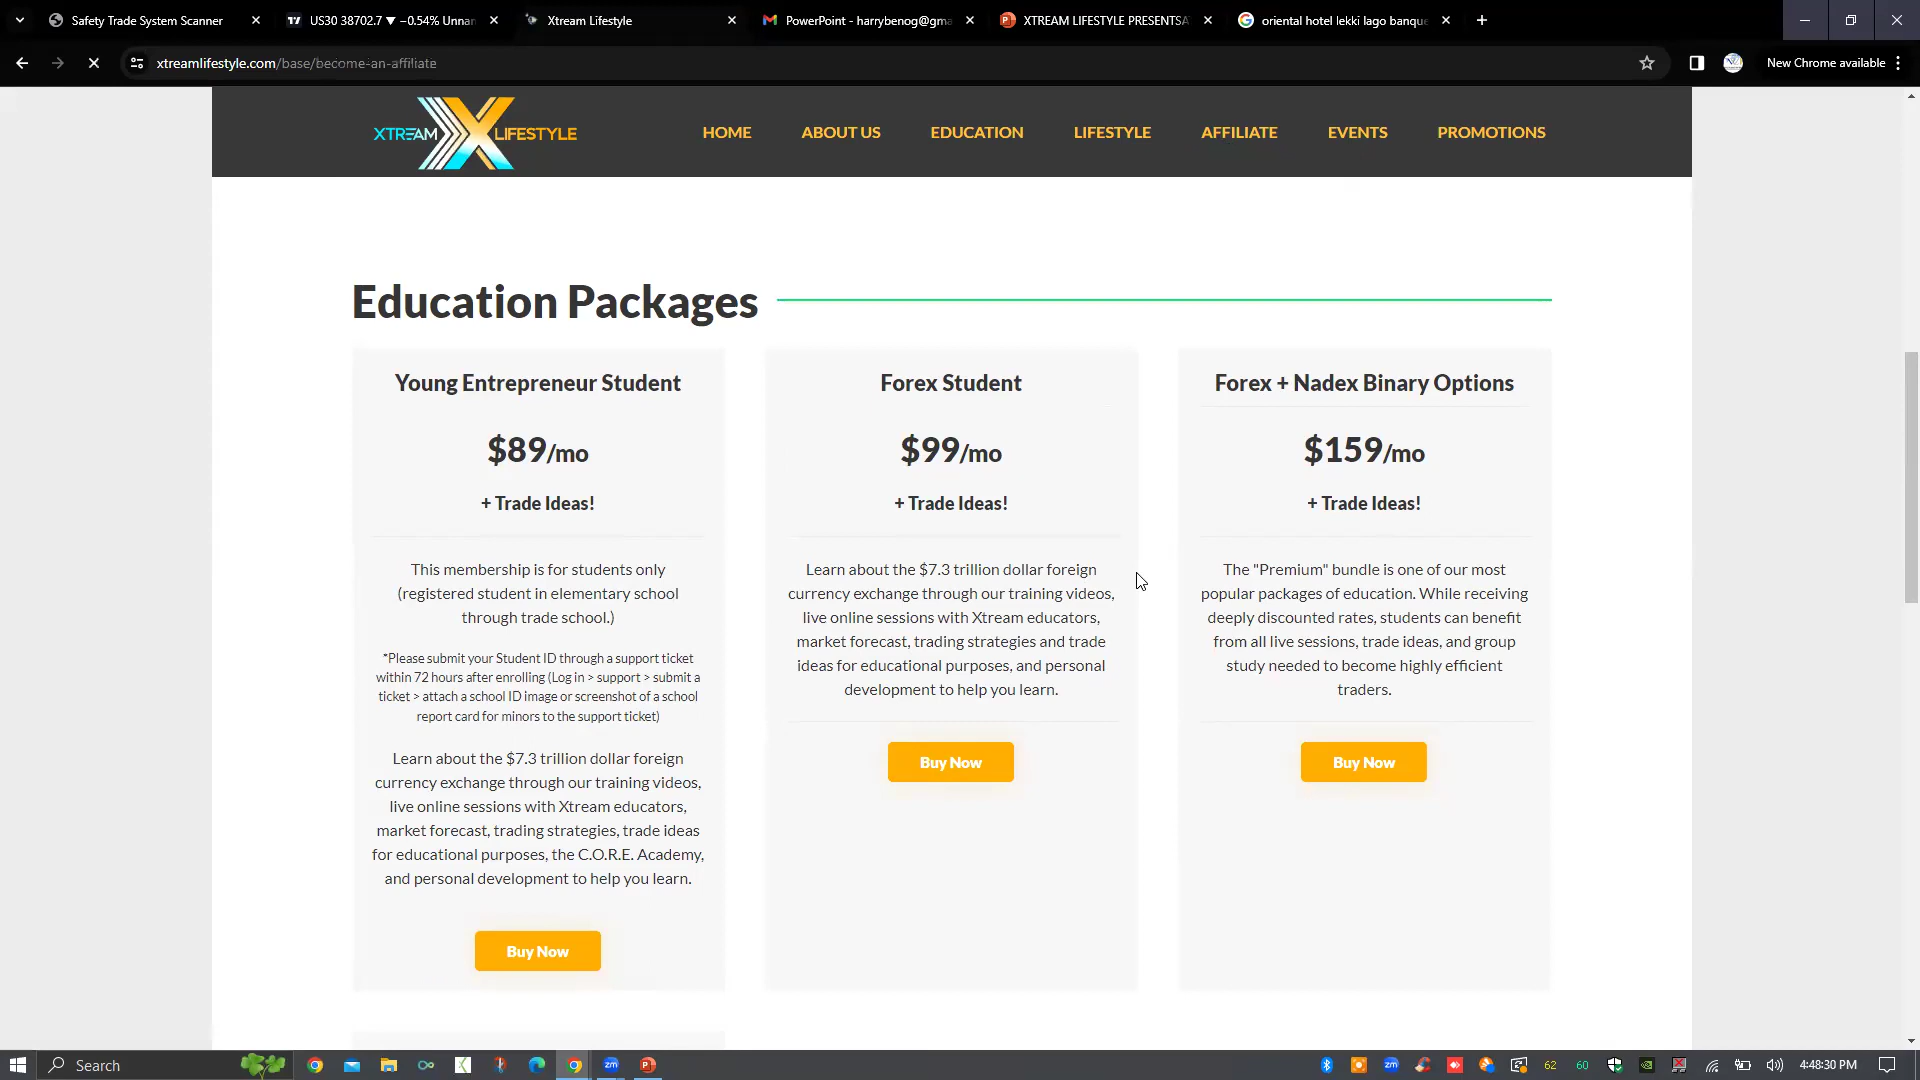 Safety Trade System Scanner
US30 38702.7 ▼ −0.54% Unnan
Xtream Lifestyle
PowerPoint - harrybenog@gma
XTREAM LIFESTYLE PRESENTSA
oriental hotel lekki lago banque
xtreamlifestyle.com/base/become-an-affiliate
New Chrome available
XTREAM LIFESTYLE
HOME
ABOUT US
EDUCATION
LIFESTYLE
AFFILIATE
EVENTS
PROMOTIONS
Education Packages
Young Entrepreneur Student
$89/mo
+ Trade Ideas!
This membership is for students only
(registered student in elementary school
through trade school.)
*Please submit your Student ID through a support ticket
within 72 hours after enrolling (Log in > support > submit a
ticket > attach a school ID image or screenshot of a school
report card for minors to the support ticket)
Learn about the $7.3 trillion dollar foreign
currency exchange through our training videos,
live online sessions with Xtream educators,
market forecast, trading strategies, trade ideas
for educational purposes, the C.O.R.E. Academy,
and personal development to help you learn.
Buy Now
Forex Student
$99/mo
+ Trade Ideas!
Learn about the $7.3 trillion dollar foreign
currency exchange through our training videos,
live online sessions with Xtream educators,
market forecast, trading strategies and trade
ideas for educational purposes, and personal
development to help you learn.
Buy Now
Forex + Nadex Binary Options
$159/mo
+ Trade Ideas!
The "Premium" bundle is one of our most
popular packages of education. While receiving
deeply discounted rates, students can benefit
from all live sessions, trade ideas, and group
study needed to become highly efficient
traders.
Buy Now
Search
zm
zm
62
60
4:48:30 PM